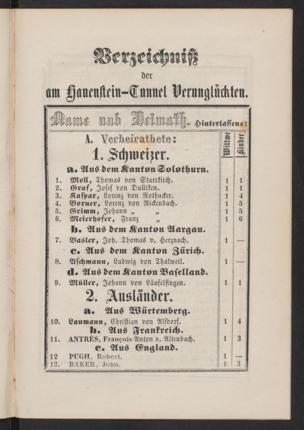 Verzeichniß
der
am Hauenstein-Tunnel Verunglückten.
Name und Heimath. Hinterlassene:
A. Verheirathete: Wittwe Kinder
1. Schweizer.
a. Aus dem Kanton Solothurn.
1. Moll, Thomas von Starrkirch. 1 1
2. Graf, Josef von Dulliken. 1 1
3. Kaspar, Lorenz von 1 4
4. Lorenz von Rickenbach. 1 5
5. Grimm, Johann „ „ 1 5
6. Meierhofer, Franz „ 1 6
b. Aus dem Kanton Aargau.
7. Basler, Joh. Thomas v. Herznach. 1 —
c. Aus dem Kanton Zürich.
8. Aschmann, Ludwig von Thalweil. 1 —
d. Aus dem Kanton Baselland.
9. Müller, Johann von Läufelfingen. 1 1
2. Ausländer.
a. Aus Würtemberg.
10. Laumann, Christian von Alfdorf. 1 4
b. Aus Frankreich.
11. ANTRES, François Anton v. Altenbach. 1 3
c. Aus England.
12 PUGH, Robert. 1 —
13. BAKER, John. 1 3